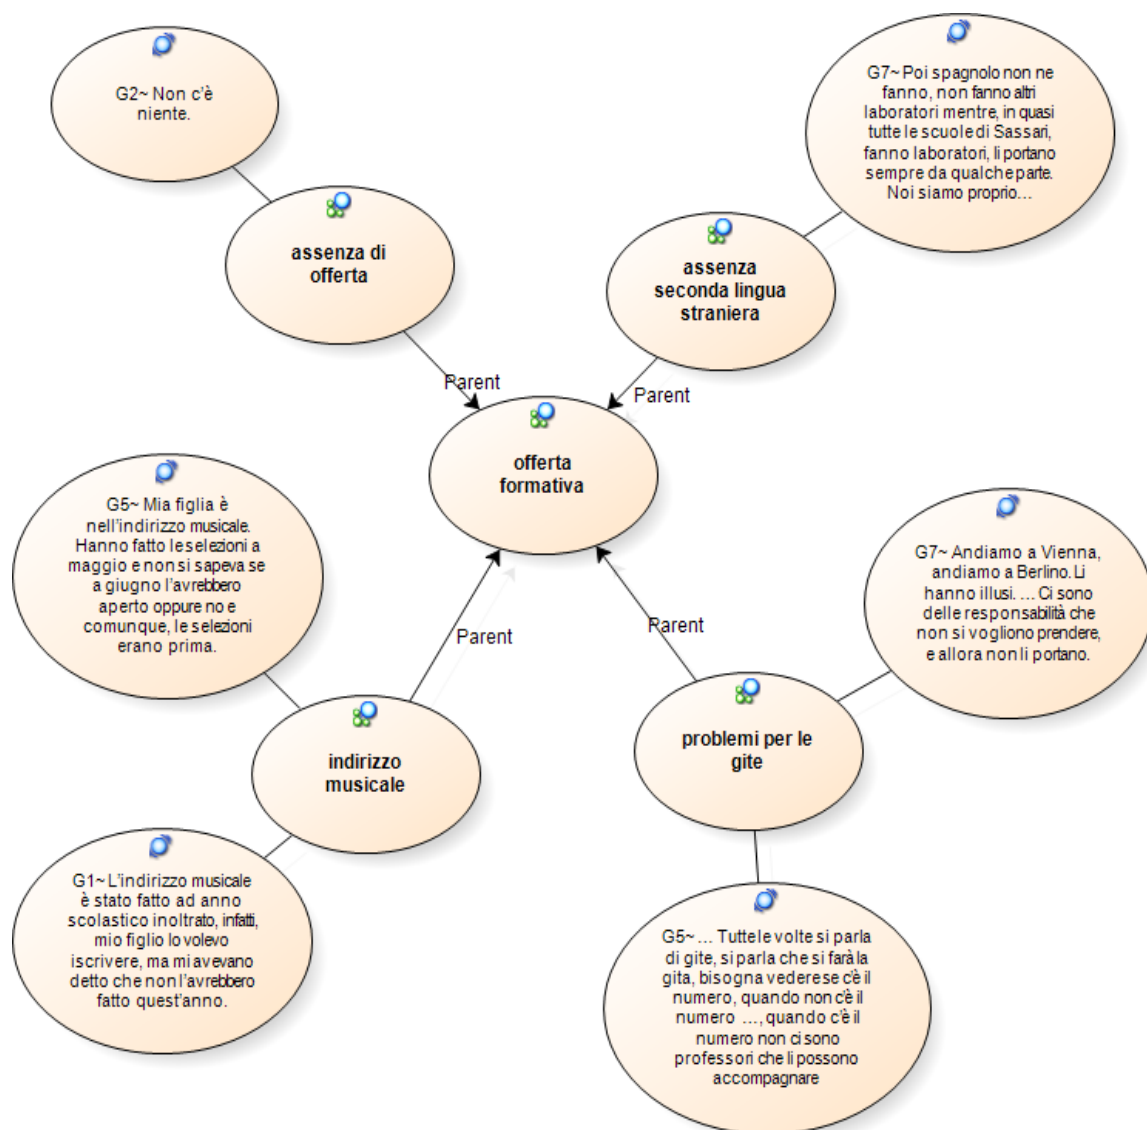 G2~ Non c'è
niente.
G7~ Poi spagnolo non ne
fanno, non fanno altri
laboratori mentre, in quasi
tutte le scuole di Sassari,
fanno laboratori, li portano
sempre da qualche parte.
Noi siamo proprio…
assenza di
offerta
assenza
seconda lingua
straniera
Parent
Parent
offerta
formativa
G5~ Mia figlia è
nell'indirizzo musicale.
Hanno fatto le selezioni a
maggio e non si sapeva se
a giugno l'avrebbero
aperto oppure no e
comunque, le selezioni
erano prima.
G7~ Andiamo a Vienna,
andiamo a Berlino. Li
hanno illusi. … Ci sono
delle responsabilità che
non si vogliono prendere,
e allora non li portano.
Parent
Parent
indirizzo
musicale
problemi per le
gite
G1~ L'indirizzo musicale
è stato fatto ad anno
scolastico inoltrato, infatti,
mio figlio lo volevo
iscrivere, ma mi avevano
detto che non l'avrebbero
fatto quest'anno.
G5~ … Tutte le volte si parla
di gite, si parla che si farà la
gita, bisogna vedere se c'è il
numero, quando non c'è il
numero …, quando c'è il
numero non ci sono
professori che li possono
accompagnare